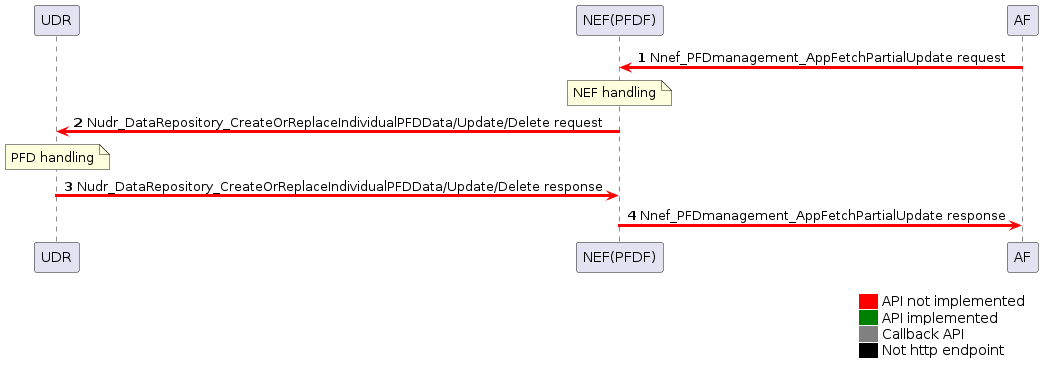 UDR
NEF(PFDF)
AF
1 Nnef_PFDmanagement_AppFetchPartialUpdate request
NEF handling
2 Nudr_DataRepository_CreateOrReplaceIndividualPFDData/Update/Delete request
PFD handling
3 Nudr_DataRepository_CreateOrReplaceIndividualPFDData/Update/Delete response
4 Nnef_PFDmanagement_AppFetchPartialUpdate response
UDR
NEF(PFDF)
AF
API not implemented
API implemented
Callback API
Not http endpoint